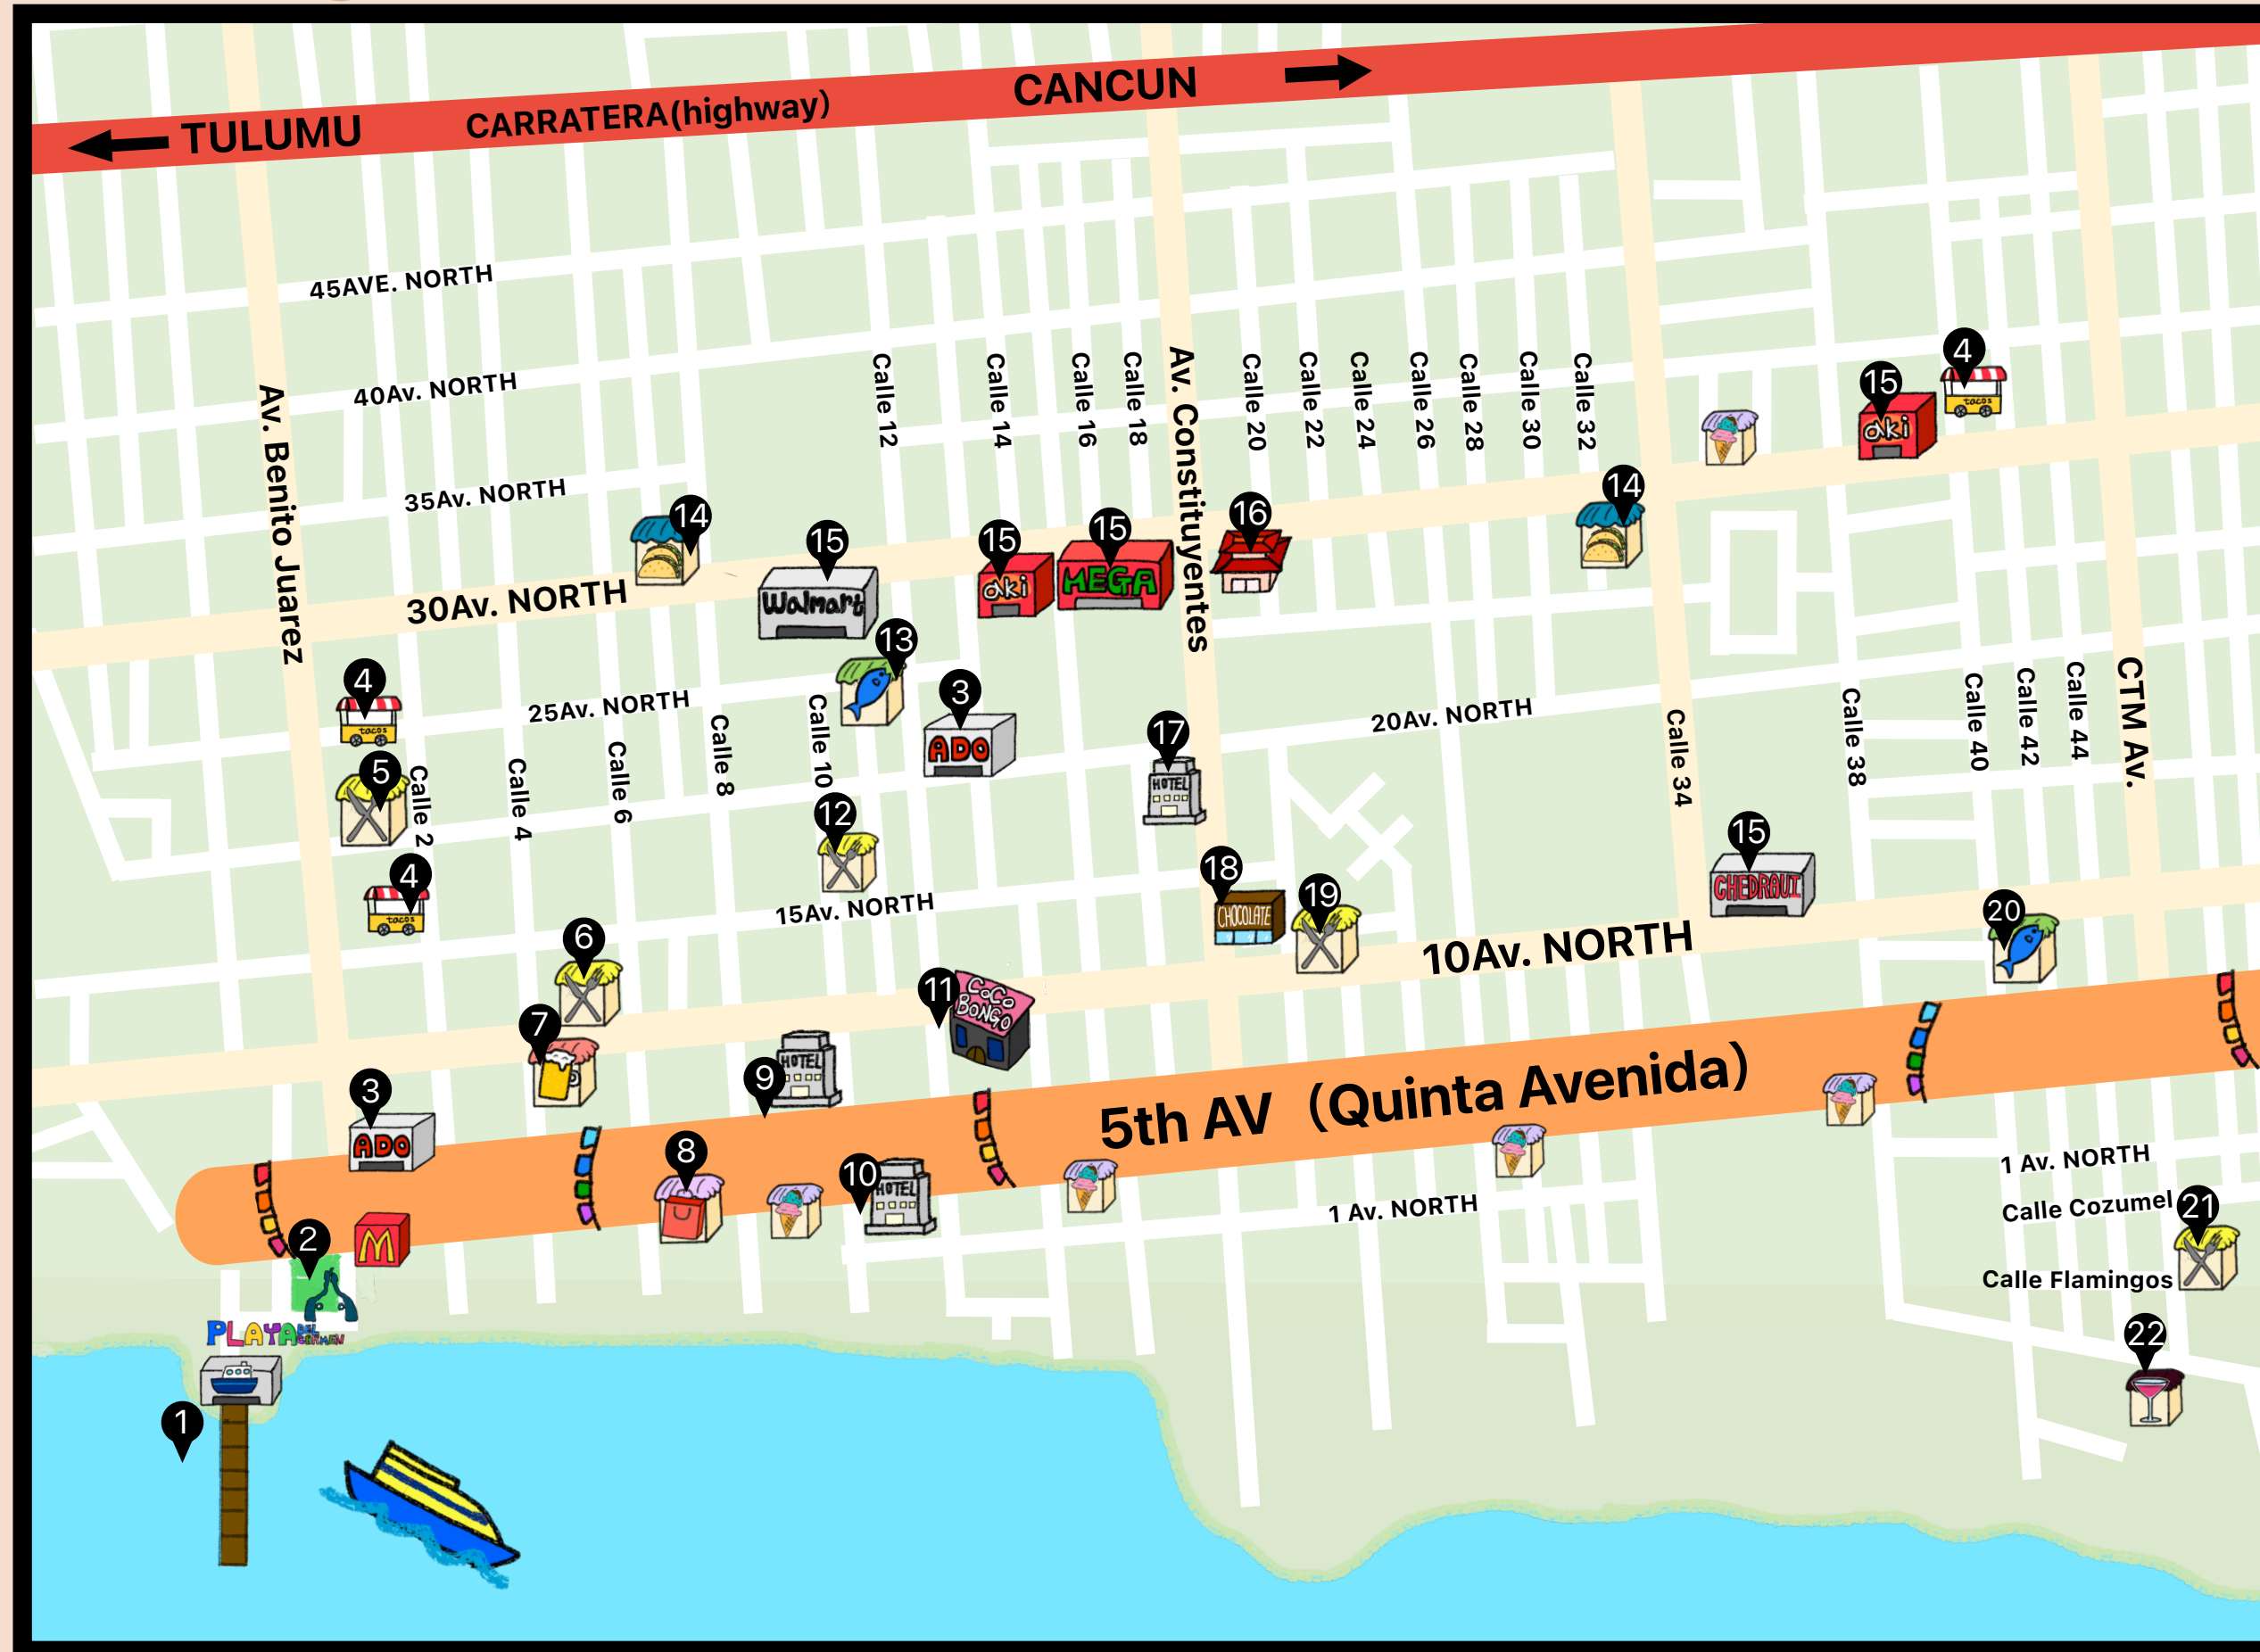 CANCUN
TULUMU
CARRATERA(highway)
45AVE. NORTH
40Av. NORTH
35Av. NORTH
30Av. NORTH
25Av. NORTH
20Av. NORTH
15Av. NORTH
10Av. NORTH
5th AV (Quinta Avenida)
1 Av. NORTH
1 Av. NORTH
Calle Cozumel
Calle Flamingos
Av. Benito Juarez
Calle 2
Calle 4
Calle 6
Calle 8
Calle 10
Calle 12
Calle 14
Calle 16
Calle 18
Av. Constituyentes
Calle 20
Calle 22
Calle 24
Calle 26
Calle 28
Calle 30
Calle 32
Calle 34
Calle 38
Calle 40
Calle 42
Calle 44
CTM Av.
4
tacos
15
aki
14
14
15
Walmart
15
aki
15
MEGA
16
13
3
ADO
4
tacos
5
4
tacos
12
17
HOTEL
18
CHOCOLATE
19
15
CHEDRAUI
20
6
7
11
COCO
BONGO
9
HOTEL
3
ADO
8
10
HOTEL
2
M
PLAYA
DEL
CARMEN
1
21
22